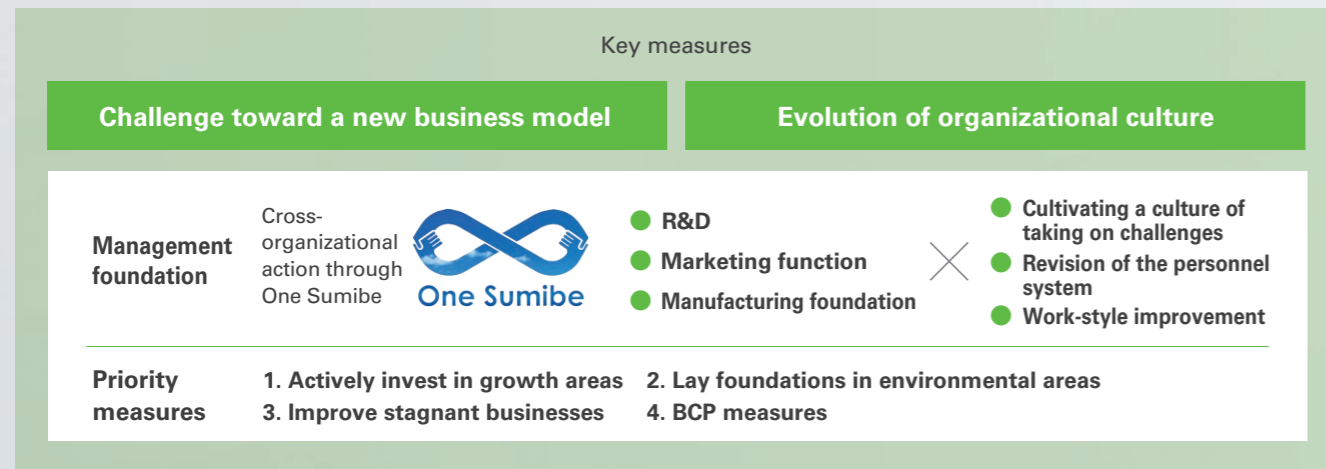 Key measures
Challenge toward a new business model
Evolution of organizational culture
Management
foundation
Cross-
organizational
action through
One Sumibe
One Sumibe
R&D
Marketing function
Manufacturing foundation
Cultivating a culture of
taking on challenges
Revision of the personnel
system
Work-style improvement
Priority
measures
1. Actively invest in growth areas 2. Lay foundations in environmental areas
3. Improve stagnant businesses 4. BCP measures